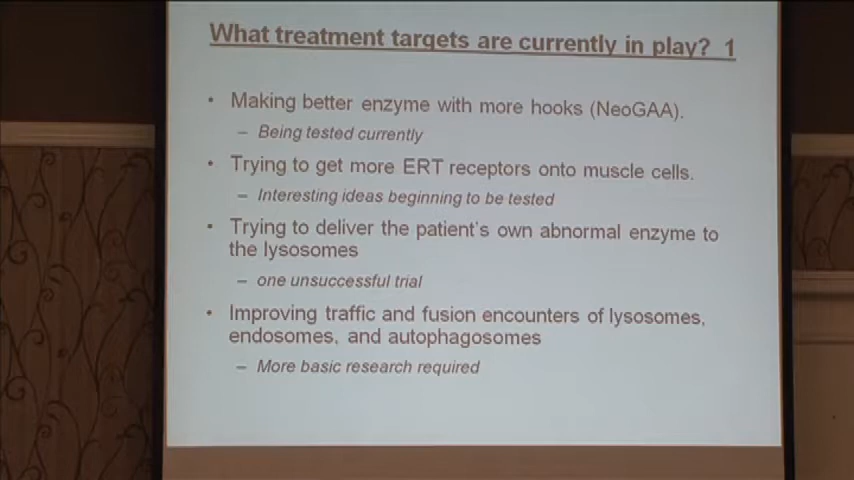 What treatment targets are currently in play? 1
• Making better enzyme with more hooks (NeoGAA).
– Being tested currently
• Trying to get more ERT receptors onto muscle cells.
– Interesting ideas beginning to be tested
• Trying to deliver the patient's own abnormal enzyme to
the lysosomes
– one unsuccessful trial
• Improving traffic and fusion encounters of lysosomes,
endosomes, and autophagosomes
– More basic research required